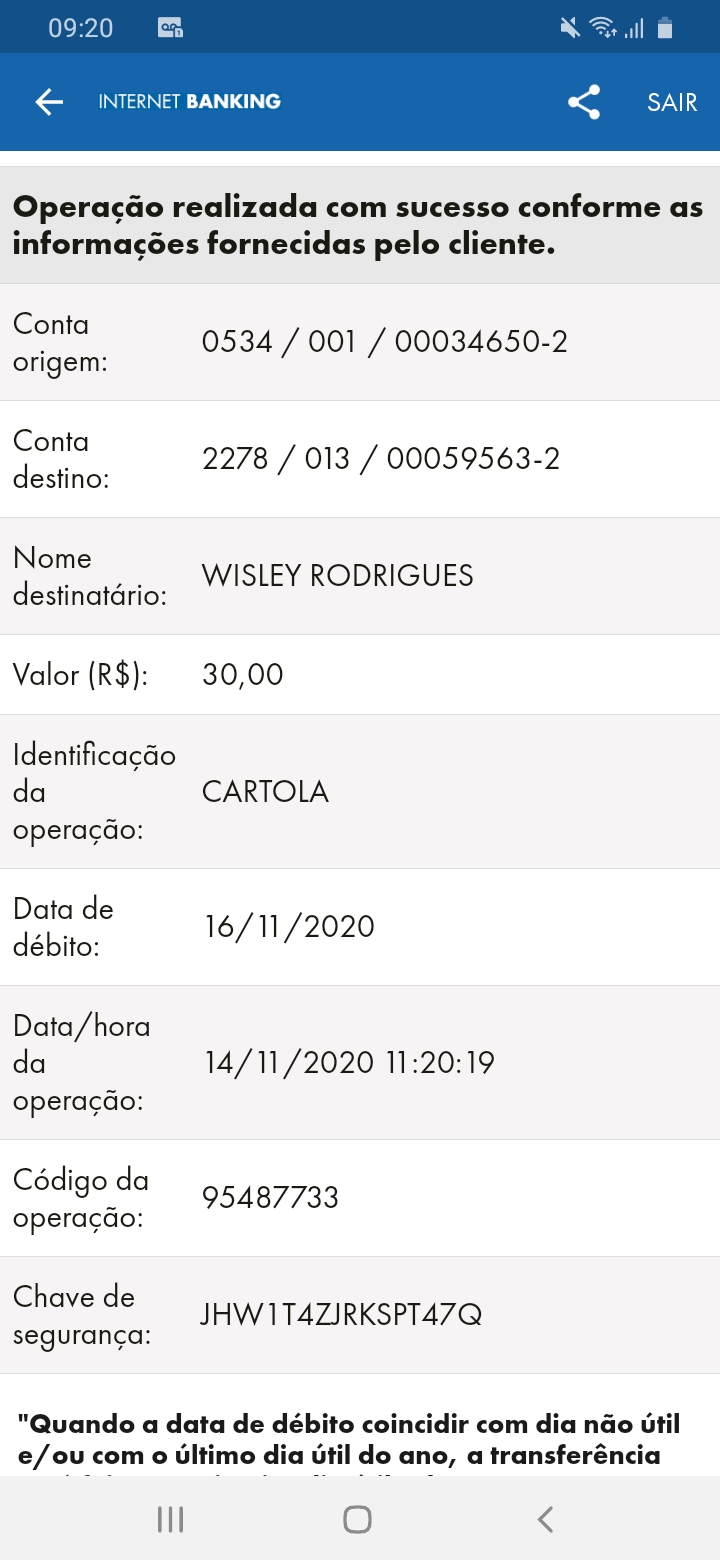 09:20
INTERNET BANKING
SAIR
Operação realizada com sucesso conforme as
informações fornecidas pelo cliente.
Conta
origem:
0534 / 001 / 00034650-2
Conta
destino:
2278 / 013 / 00059563-2
Nome
destinatário:
WISLEY RODRIGUES
Valor (R$):
30,00
Identificação
da
operação:
CARTOLA
Data de
débito:
16/11/2020
Data/hora
da
operação:
14/11/2020 11:20:19
Código da
operação:
95487733
Chave de
segurança:
JHW1T4ZJRKSPT47Q
"Quando a data de débito coincidir com dia não útil
e/ou com o último dia útil do ano, a transferência